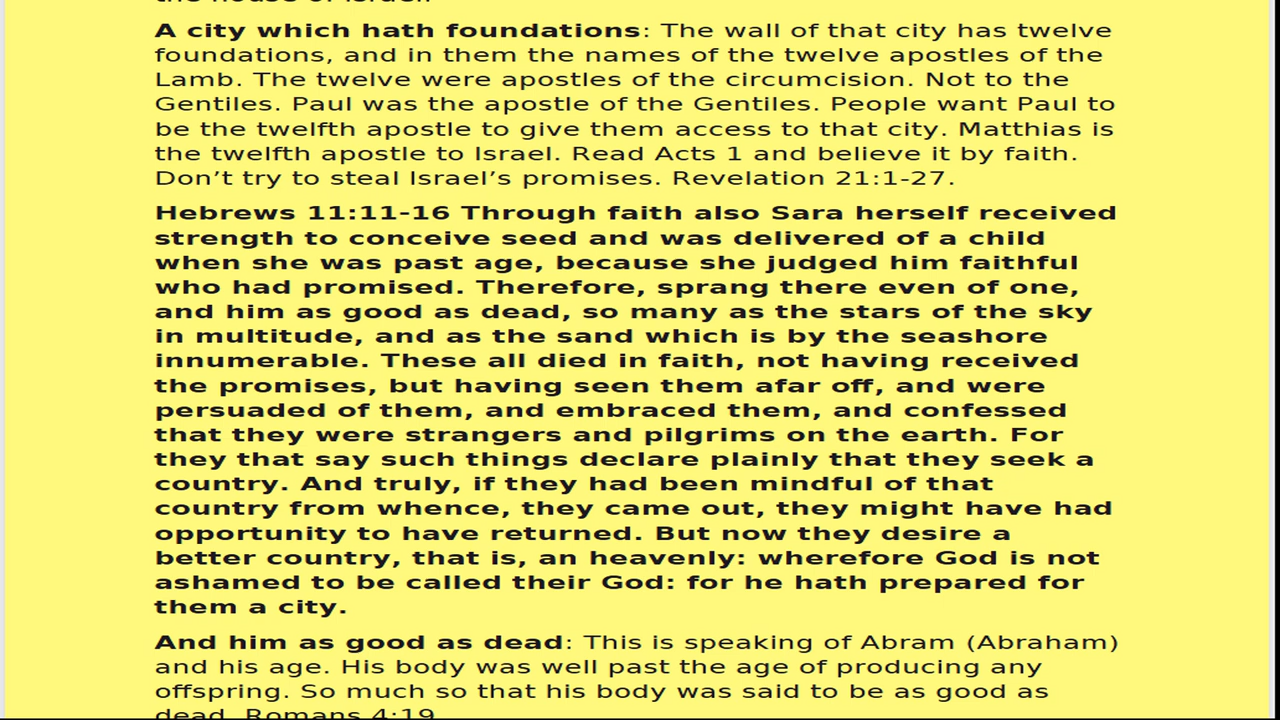 the house of Israel.
A city which hath foundations: The wall of that city has twelve
foundations, and in them the names of the twelve apostles of the
Lamb. The twelve were apostles of the circumcision. Not to the
Gentiles. Paul was the apostle of the Gentiles. People want Paul to
be the twelfth apostle to give them access to that city. Matthias is
the twelfth apostle to Israel. Read Acts 1 and believe it by faith.
Don’t try to steal Israel’s promises. Revelation 21:1-27.
Hebrews 11:11-16 Through faith also Sara herself received
strength to conceive seed and was delivered of a child
when she was past age, because she judged him faithful
who had promised. Therefore, sprang there even of one,
and him as good as dead, so many as the stars of the sky
in multitude, and as the sand which is by the seashore
innumerable. These all died in faith, not having received
the promises, but having seen them afar off, and were
persuaded of them, and embraced them, and confessed
that they were strangers and pilgrims on the earth. For
they that say such things declare plainly that they seek a
country. And truly, if they had been mindful of that
country from whence, they came out, they might have had
opportunity to have returned. But now they desire a
better country, that is, an heavenly: wherefore God is not
ashamed to be called their God: for he hath prepared for
them a city.
And him as good as dead: This is speaking of Abram (Abraham)
and his age. His body was well past the age of producing any
offspring. So much so that his body was said to be as good as
dead. Romans 4:19